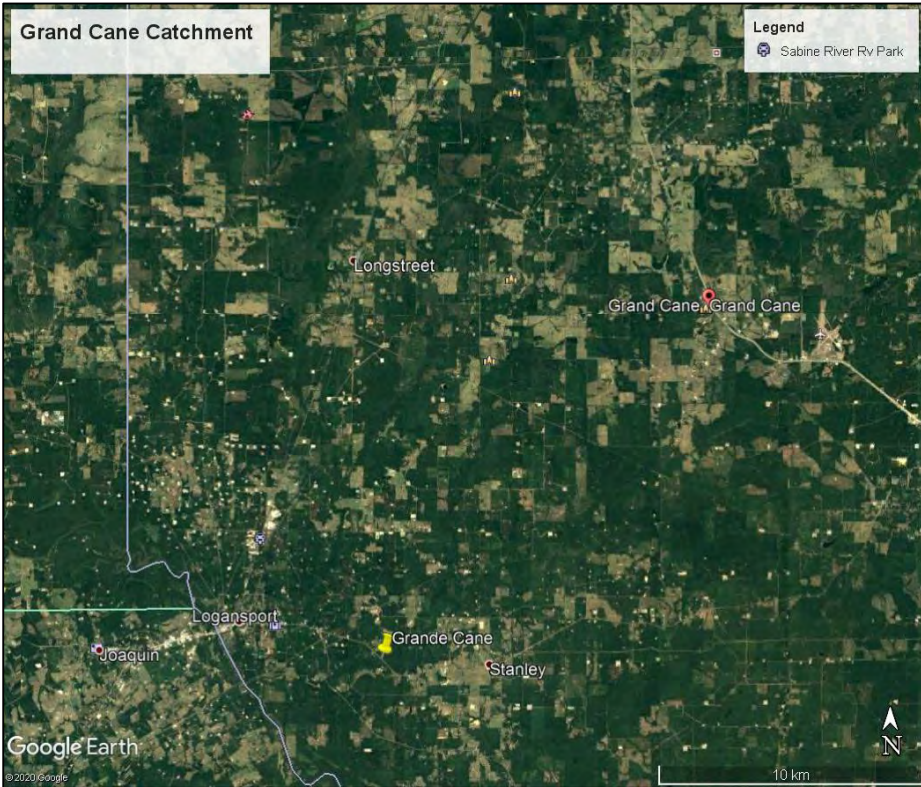 Grand Cane Catchment
Legend
Sabine River Rv Park
Longstreet
Grand Cane, Grand Cane
Logansport
Grande Cane
Joaquin
Stanley
Google Earth
N
©2020 Google
10 km